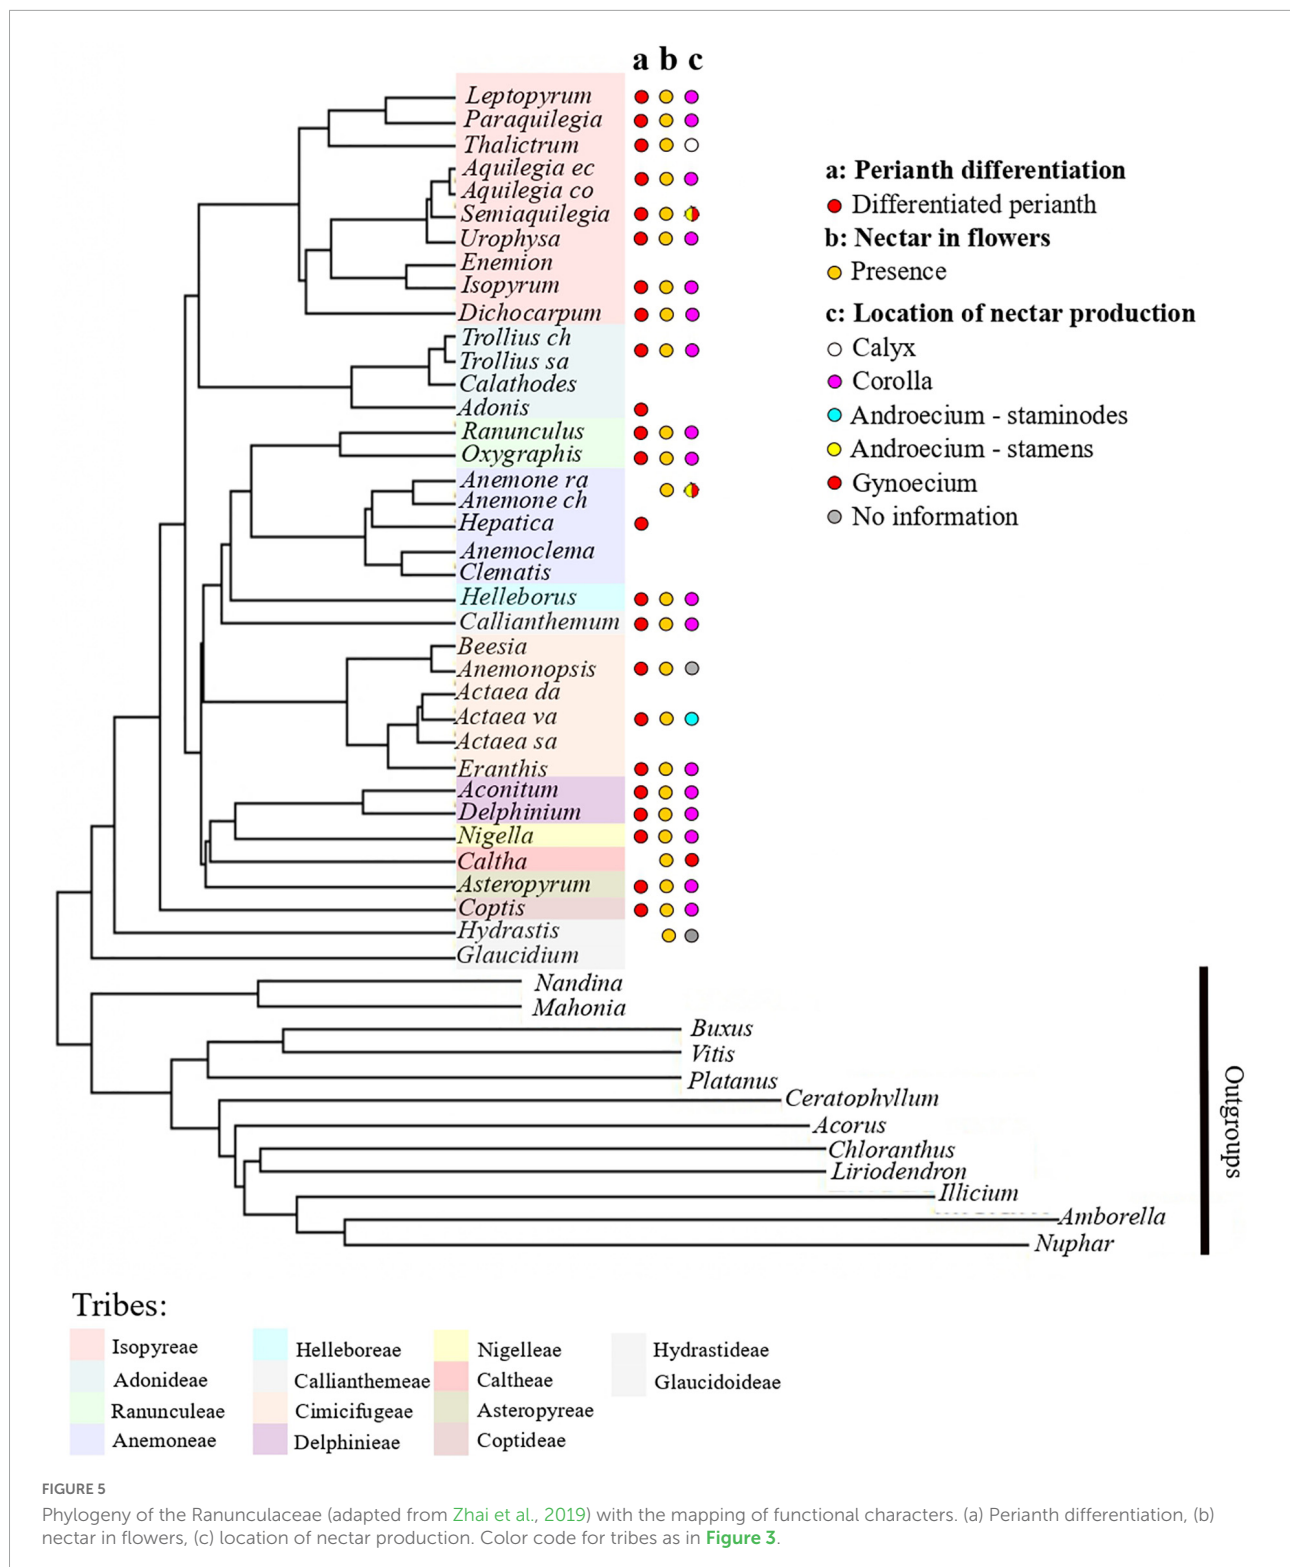 a b c
Leptopyrum
Paraquilegia
Thalictrum
Aquilegia ec
Aquilegia co
Semiaquilegia
Urophysa
Enemion
Isopyrum
Dichocarpum
Trollius ch
Trollius sa
Calathodes
Adonis
Ranunculus
Oxygraphis
Anemone ra
Anemone ch
Hepatica
Anemoclema
Clematis
Helleborus
Callianthemum
Beesia
Anemonopsis
Actaea da
Actaea va
Actaea sa
Eranthis
Aconitum
Delphinium
Nigella
Caltha
Asteropyrum
Coptis
Hydrastis
Glaucidium
Nandina
Mahonia
Buxus
Vitis
Platanus
Ceratophyllum
Acorus
Chloranthus
Liriodendron
Illicium
Amborella
Nuphar
a: Perianth differentiation
Differentiated perianth
b: Nectar in flowers
Presence
c: Location of nectar production
Calyx
Corolla
Androecium - staminodes
Androecium - stamens
Gynoecium
No information
Outgroups
Tribes:
Isopyreae
Adonideae
Ranunculeae
Anemoneae
Helleboreae
Callianthemeae
Cimicifugeae
Delphinieae
Nigelleae
Caltheae
Asteropyreae
Coptideae
Hydrastideae
Glaucidoideae
FIGURE 5
Phylogeny of the Ranunculaceae (adapted from Zhai et al., 2019) with the mapping of functional characters. (a) Perianth differentiation, (b)
nectar in flowers, (c) location of nectar production. Color code for tribes as in Figure 3.